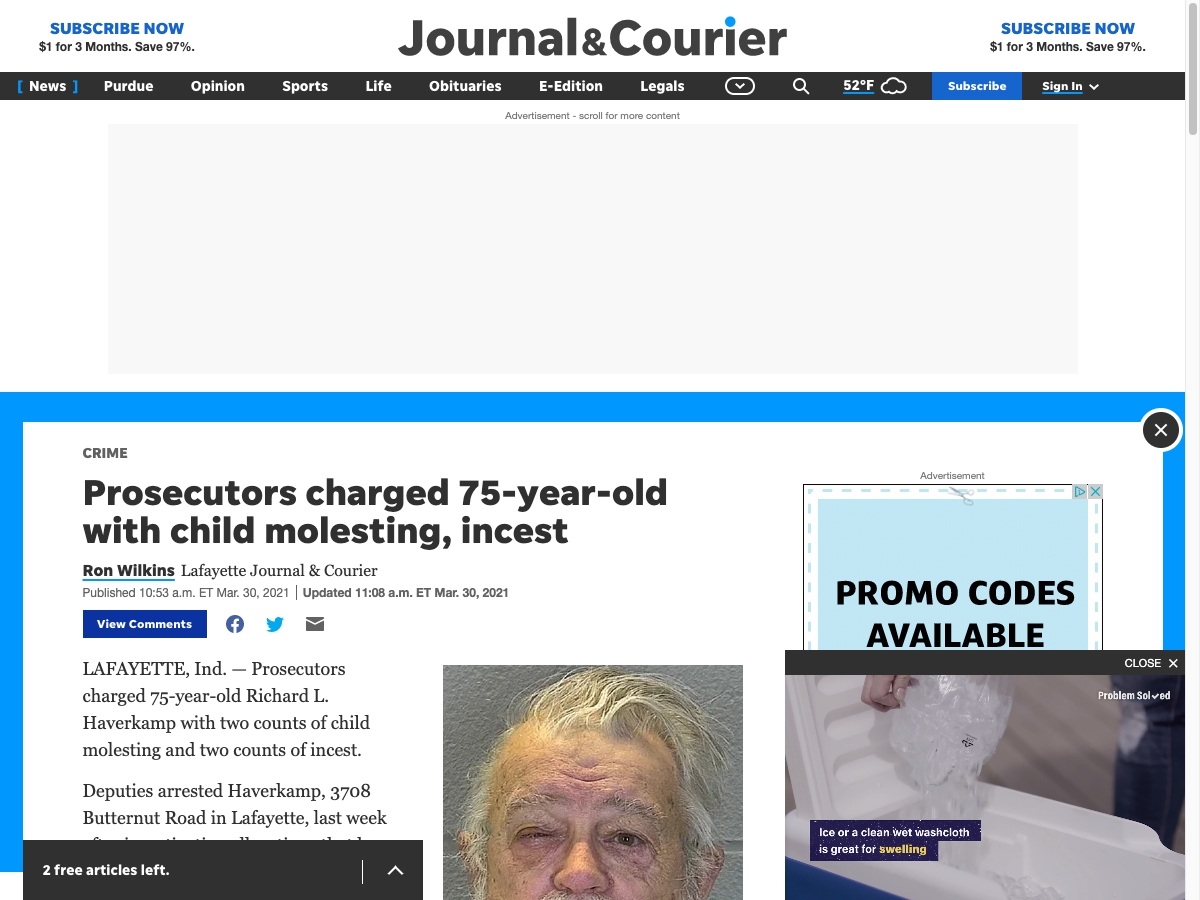 SUBSCRIBE NOW
$1 for 3 Months. Save 97%.
Journal&Courier
SUBSCRIBE NOW
$1 for 3 Months. Save 97%.
[ News ] Purdue Opinion Sports Life Obituaries E-Edition Legals 52°F Subscribe Sign In
Advertisement - scroll for more content
CRIME
Prosecutors charged 75-year-old
with child molesting, incest
Ron Wilkins Lafayette Journal & Courier
Published 10:53 a.m. ET Mar. 30, 2021 | Updated 11:08 a.m. ET Mar. 30, 2021
View Comments
LAFAYETTE, Ind. — Prosecutors
charged 75-year-old Richard L.
Haverkamp with two counts of child
molesting and two counts of incest.
Deputies arrested Haverkamp, 3708
Butternut Road in Lafayette, last week
2 free articles left.
Advertisement
PROMO CODES
AVAILABLE
CLOSE
Problem Solved
Ice or a clean wet washcloth
is great for swelling